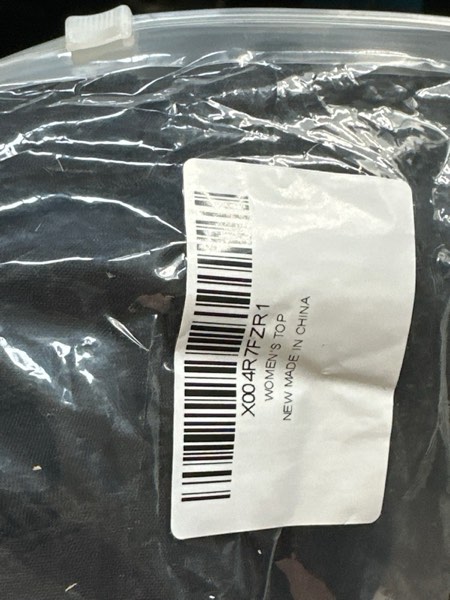 X004R7FZR1
WOMEN'S TOP
NEW MADE IN CHINA